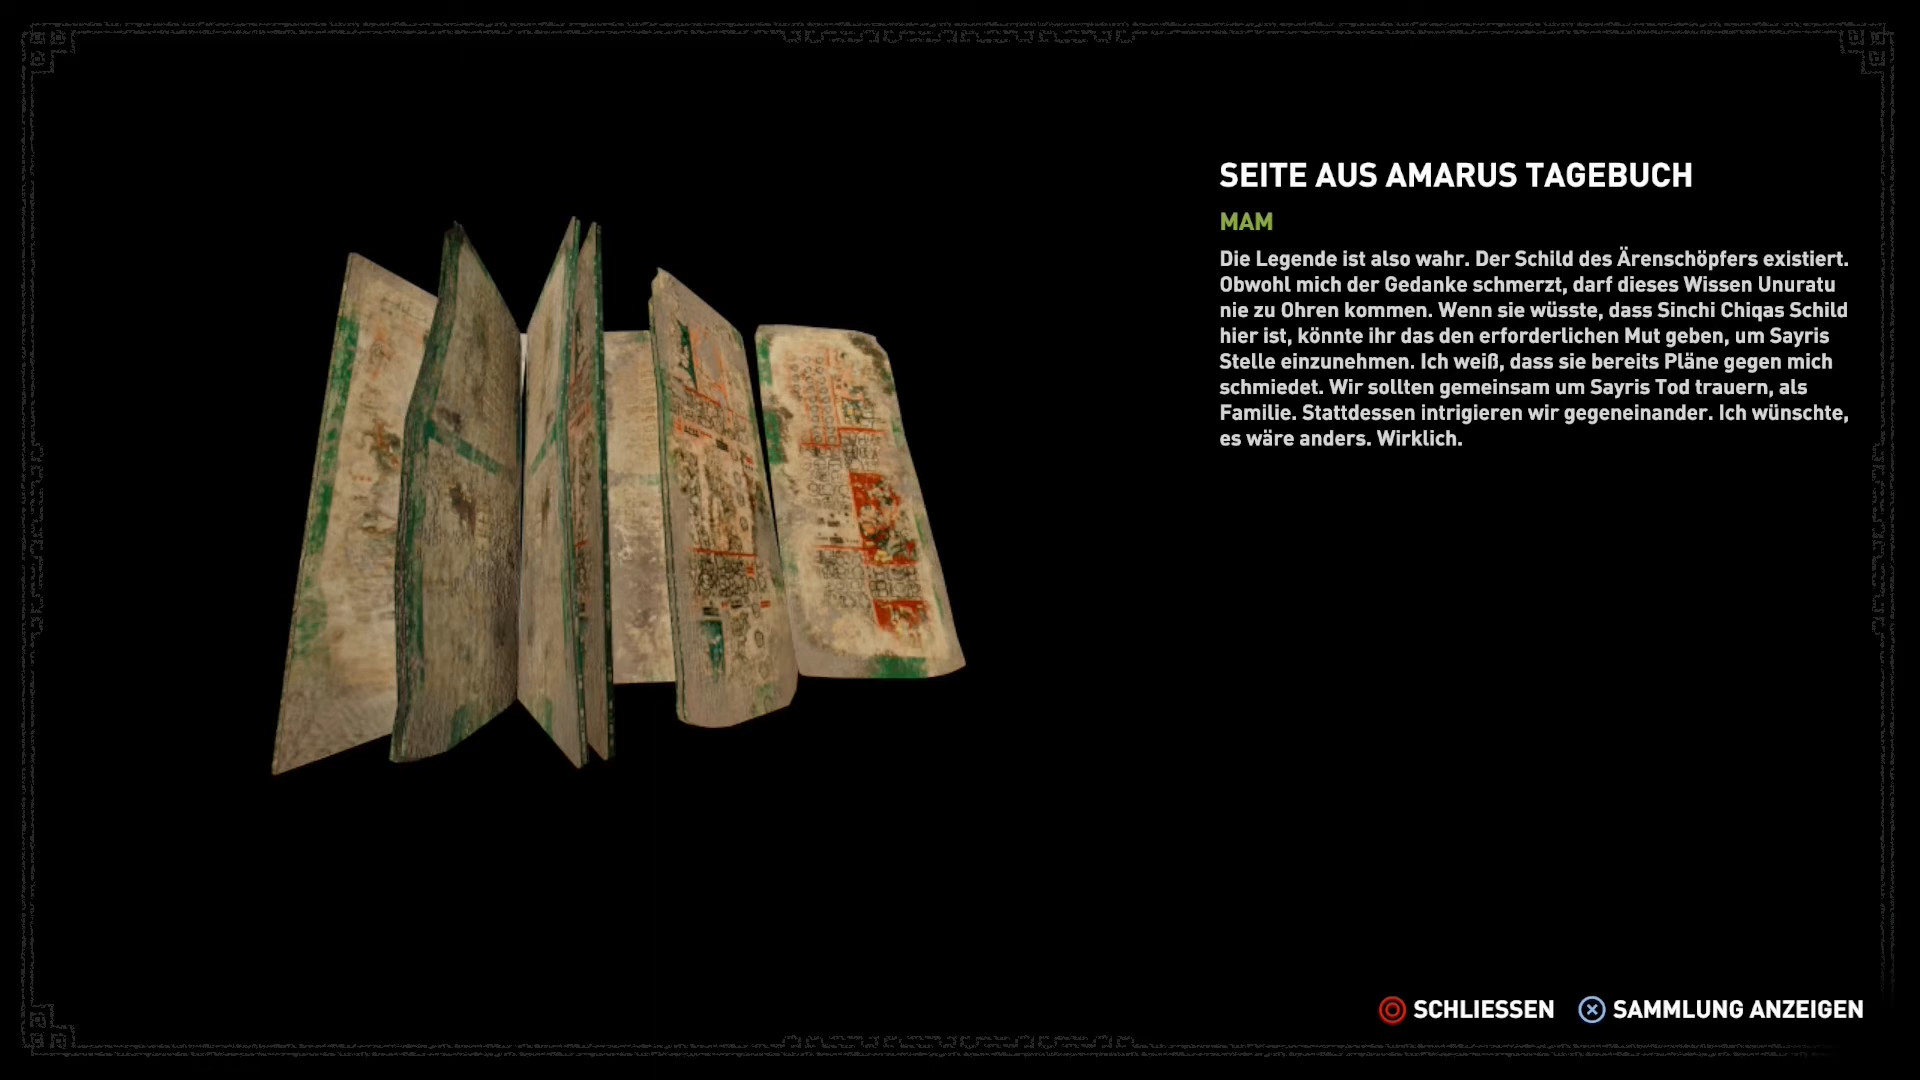 SEITE AUS AMARUS TAGEBUCH
MAM
Die Legende ist also wahr. Der Schild des Ärenschöpfers existiert.
Obwohl mich der Gedanke schmerzt, darf dieses Wissen Unuratu
nie zu Ohren kommen. Wenn sie wüsste, dass Sinchi Chiqas Schild
hier ist, könnte ihr das den erforderlichen Mut geben, um Sayris
Stelle einzunehmen. Ich weiß, dass sie bereits Pläne gegen mich
schmiedet. Wir sollten gemeinsam um Sayris Tod trauern, als
Familie. Stattdessen intrigieren wir gegeneinander. Ich wünschte,
es wäre anders. Wirklich.
SCHLIESSEN SAMMLUNG ANZEIGEN